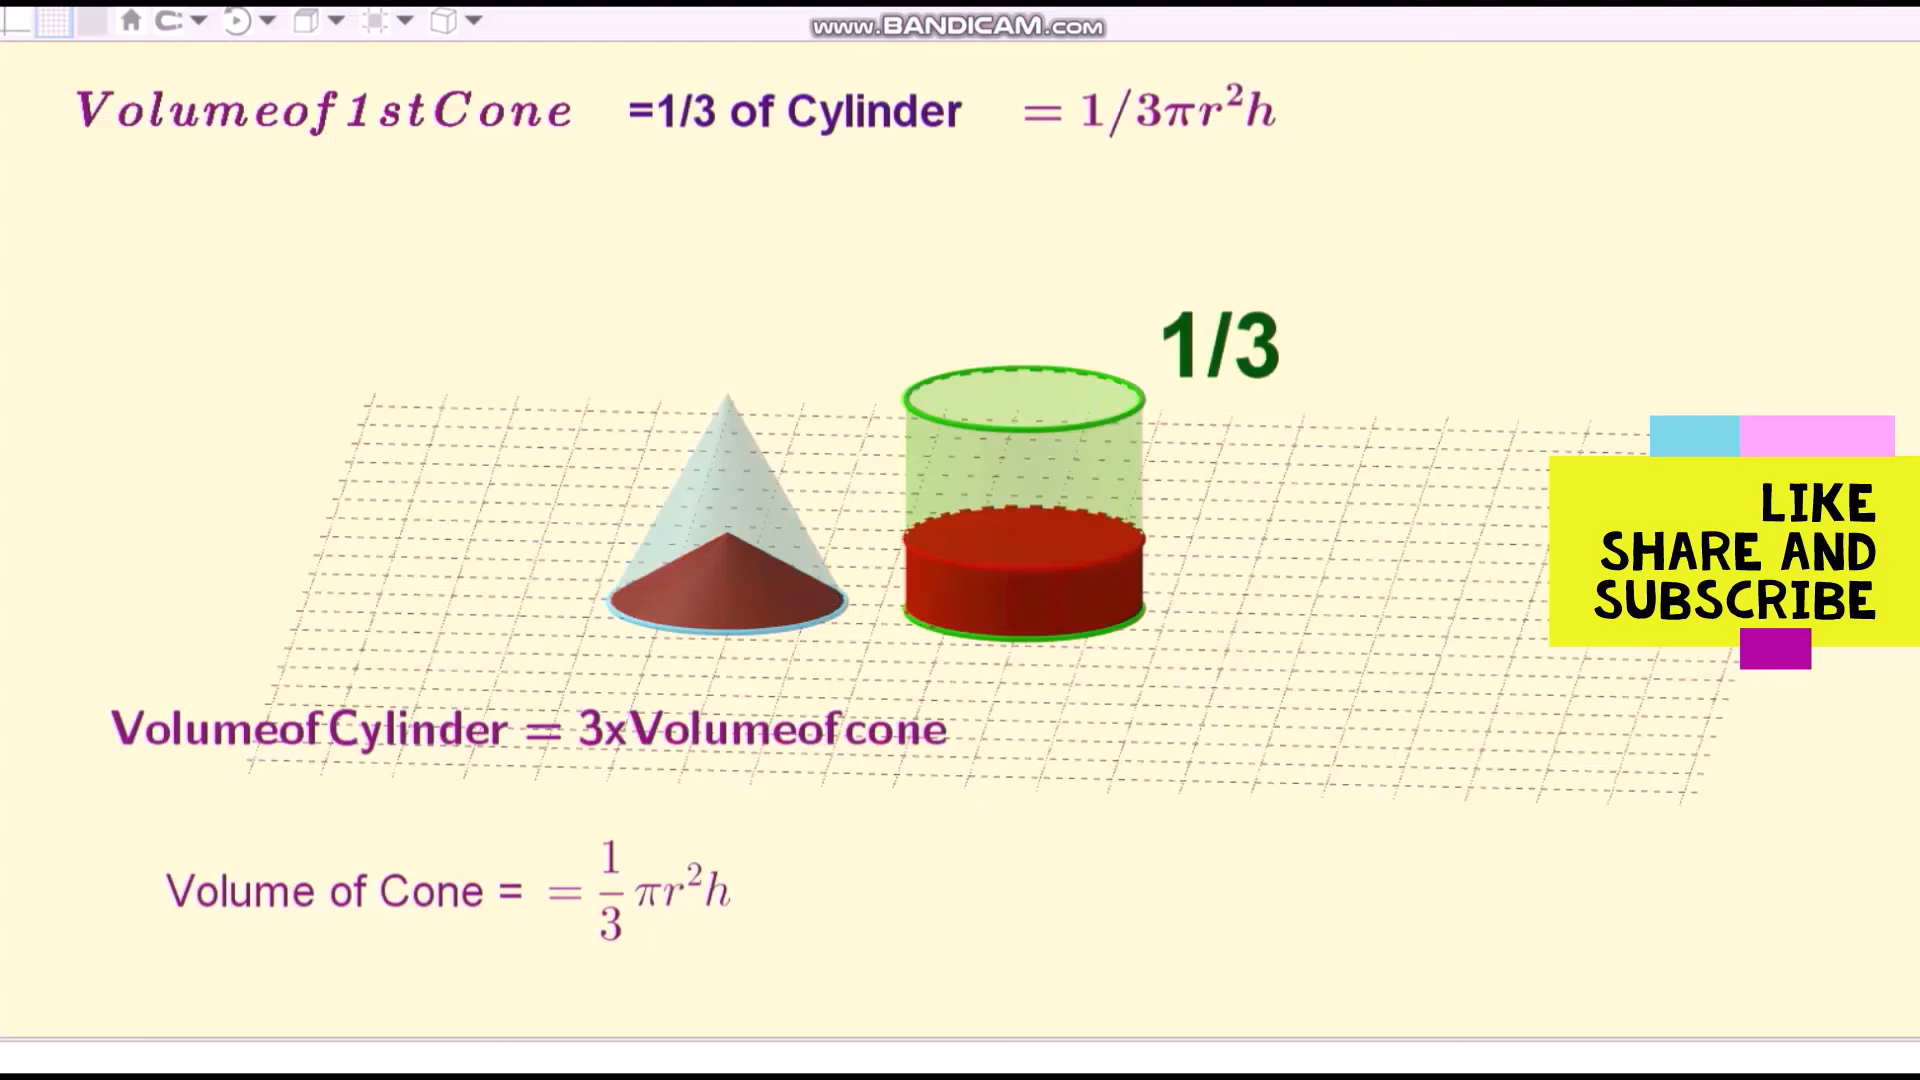 www.BANDICAM.com
Volumeof1stCone =1/3 of Cylinder = 1/3πr²h
1/3
LIKE
SHARE AND
SUBSCRIBE
VolumeofCylinder = 3xVolumeofcone
Volume of Cone = = 1/3 πr²h